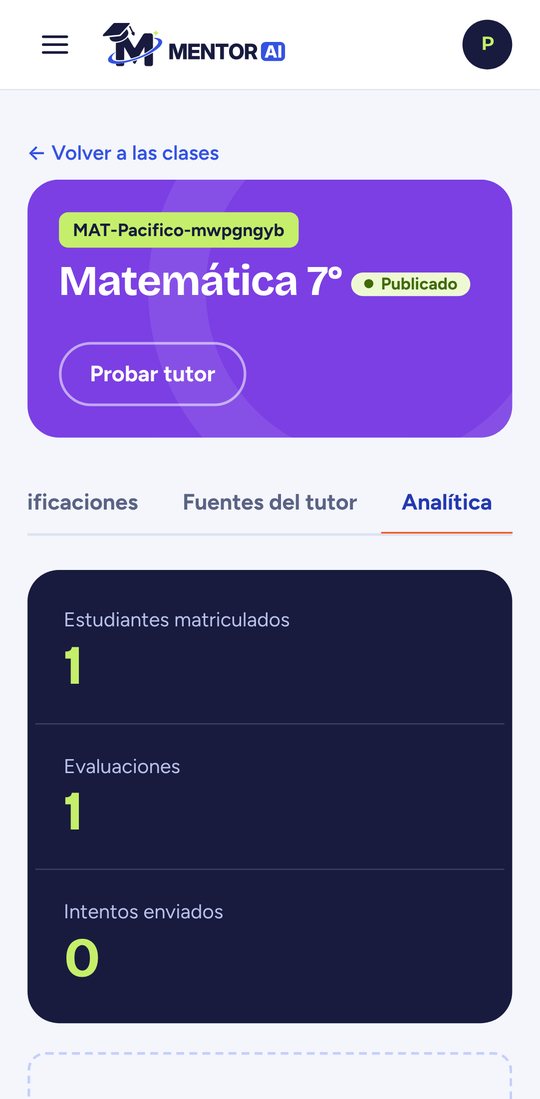 MENTOR AI
P
← Volver a las clases
MAT-Pacifico-mwpgngyb
Matemática 7° Publicado
Probar tutor
ificaciones Fuentes del tutor Analítica
Estudiantes matriculados
1
Evaluaciones
1
Intentos enviados
0